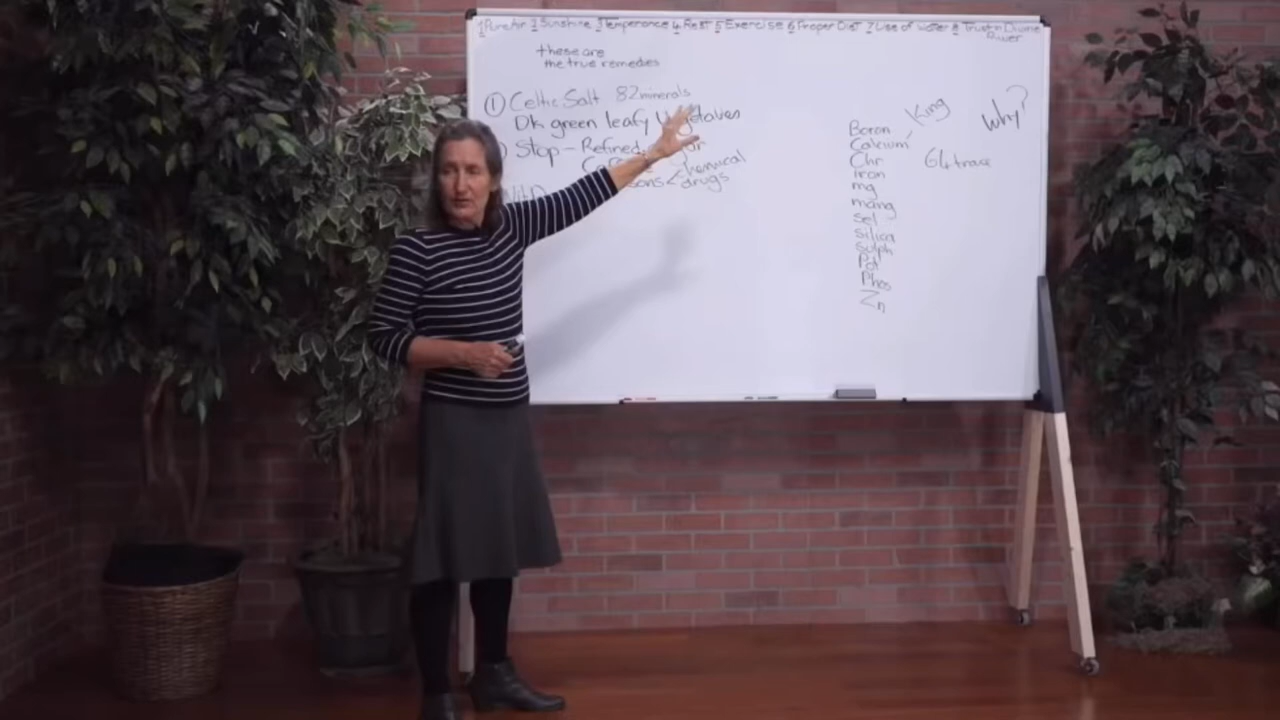 1 Pure Air 2 Sunshine 3 Temperance 4 Rest 5 Exercise 6 Proper Diet 7 Use of Water 8 Trust in Divine
Power
these are
the true remedies
① Celtic Salt 82 minerals
Dk green leafy
Stop - Refined
drugs
Boron
Calcium
Chr
Iron
mg
mang
Sel
Silica
Sulph
Pot
Phos
Zn
King
64 trace
Why?